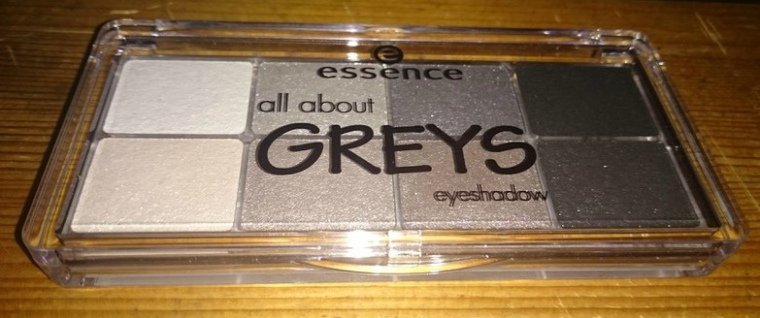 essence
all about
GREYS
eyeshadow